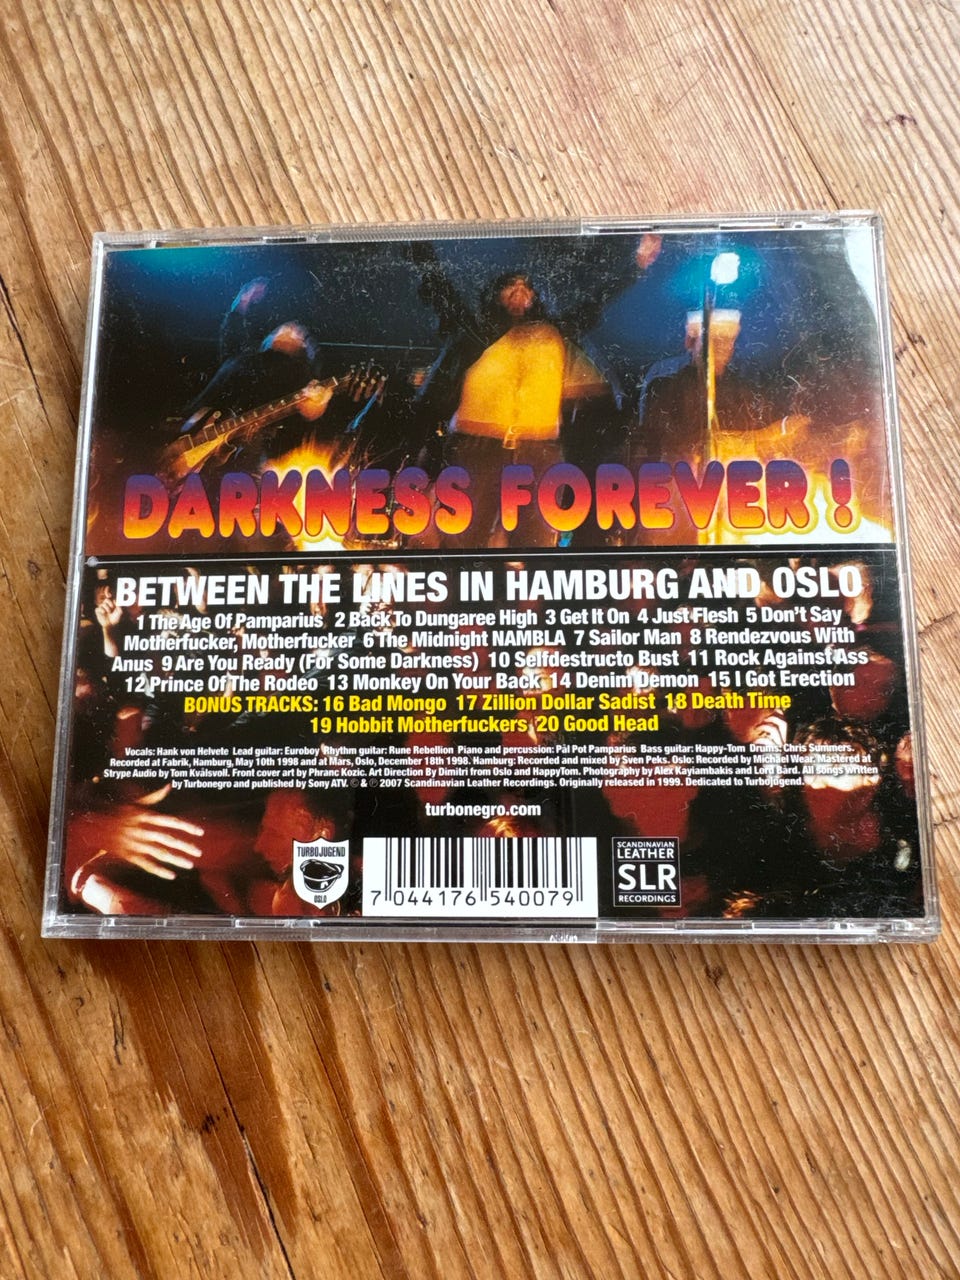 DARKNESS FOREVER !
BETWEEN THE LINES IN HAMBURG AND OSLO
1 The Age Of Pamparius 2 Back To Dungaree High 3 Get It On 4 Just Flesh 5 Don't Say
Motherfucker, Motherfucker 6 The Midnight NAMBLA 7 Sailor Man 8 Rendezvous With
Anus 9 Are You Ready (For Some Darkness) 10 Selfdestructo Bust 11 Rock Against Ass
12 Prince Of The Rodeo 13 Monkey On Your Back 14 Denim Demon 15 I Got Erection
BONUS TRACKS: 16 Bad Mongo 17 Zillion Dollar Sadist 18 Death Time
19 Hobbit Motherfuckers 20 Good Head
Vocals: Hank von Helvete Lead guitar: Euroboy Rhythm guitar: Rune Rebellion Piano and percussion: Pål Pot Pamparius Bass guitar: Happy-Tom Drums: Chris Summers.
Recorded at Fabrik, Hamburg, May 10th 1998 and at Mars, Oslo, December 18th 1998. Hamburg: Recorded and mixed by Sven Peks. Oslo: Recorded by Michael Wear. Mastered at
Strype Audio by Tom Kvålsvoll. Front cover art by Phranc Kozic. Art Direction By Dimitri from Oslo and HappyTom. Photography by Alex Kayiambakis and Lord Bård. All songs written
by Turbonegro and published by Sony ATV. © & ℗ 2007 Scandinavian Leather Recordings. Originally released in 1999. Dedicated to Turbojugend.
turbonegro.com
TURBOJUGEND
OSLO
7 044176 540079
SCANDINAVIAN
LEATHER
SLR
RECORDINGS